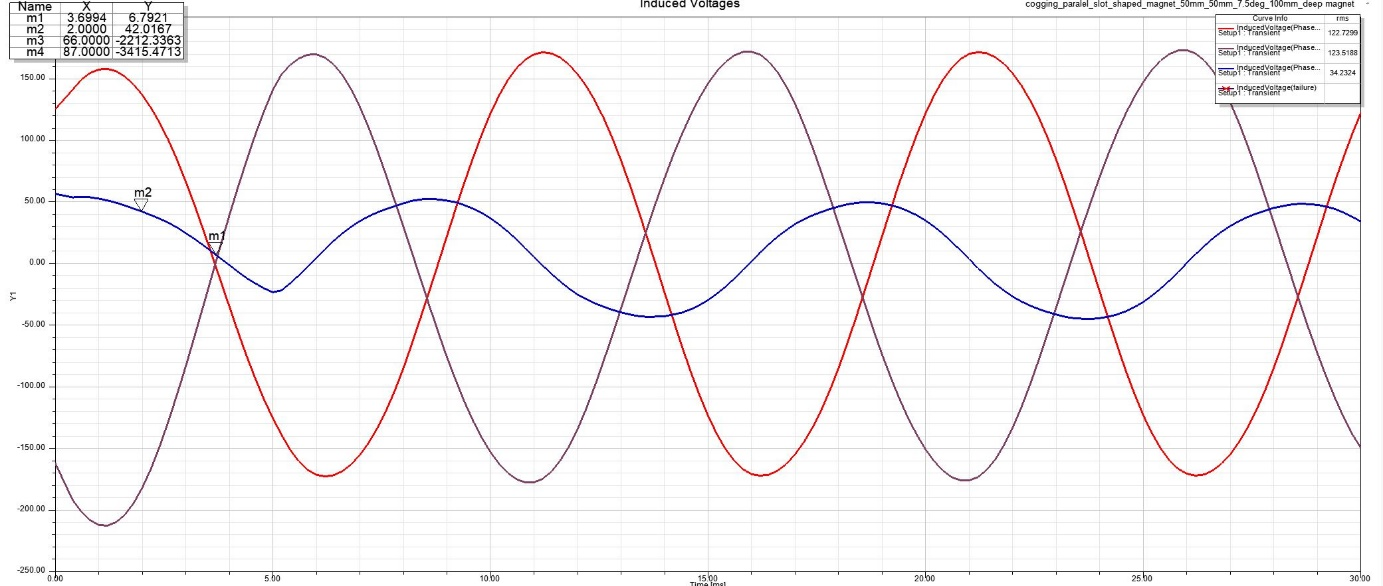 Induced Voltages
cogging_paralel_slot_shaped_magnet_50mm_50mm_7.5deg_100mm_deep magnet
Name X Y
m1 3.6994 6.7921
m2 2.0000 42.0167
m3 66.0000 -2212.3363
m4 87.0000 -3415.4713
Curve Info rms
InducedVoltage(Phase...
Setup1 : Transient 122.7299
InducedVoltage(Phase...
Setup1 : Transient 123.5188
InducedVoltage(Phase...
Setup1 : Transient 34.2324
InducedVoltage(failure)
Setup1 : Transient
150.00
100.00
50.00
0.00
-50.00
-100.00
-150.00
-200.00
-250.00
Y1
m2
m1
0.00 5.00 10.00 15.00 20.00 25.00 30.00
Time [ms]